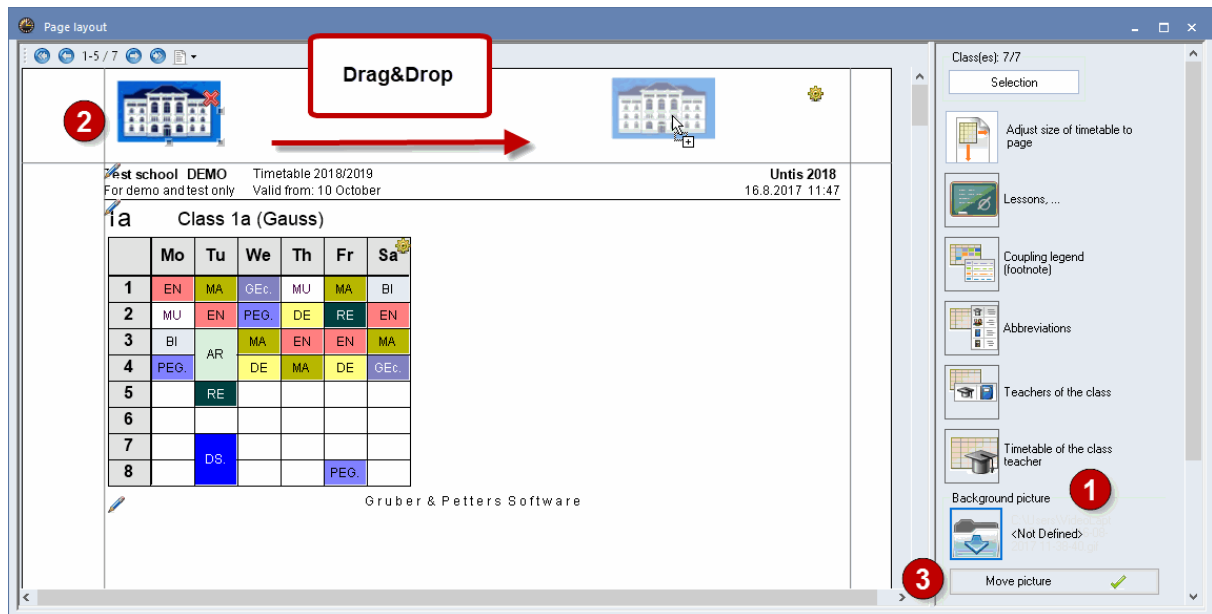 Page layout
1-5 / 7
Drag&Drop
2
Test school DEMO Timetable 2018/2019 Untis 2018
For demo and test only Valid from: 10 October 16.8.2017 11:47
1a Class 1a (Gauss)
Mo Tu We Th Fr Sa
1 EN MA GEc. MU MA BI
2 MU EN PEG. DE RE EN
3 BI AR MA EN EN MA
4 PEG. DE MA DE GEc.
5 RE
6
7 DS.
8 PEG.
Gruber & Petters Software
Class(es): 7/7
Selection
Adjust size of timetable to
page
Lessons, ...
Coupling legend
(footnote)
Abbreviations
Teachers of the class
Timetable of the class
teacher
Background picture
1
<Not Defined>
3
Move picture